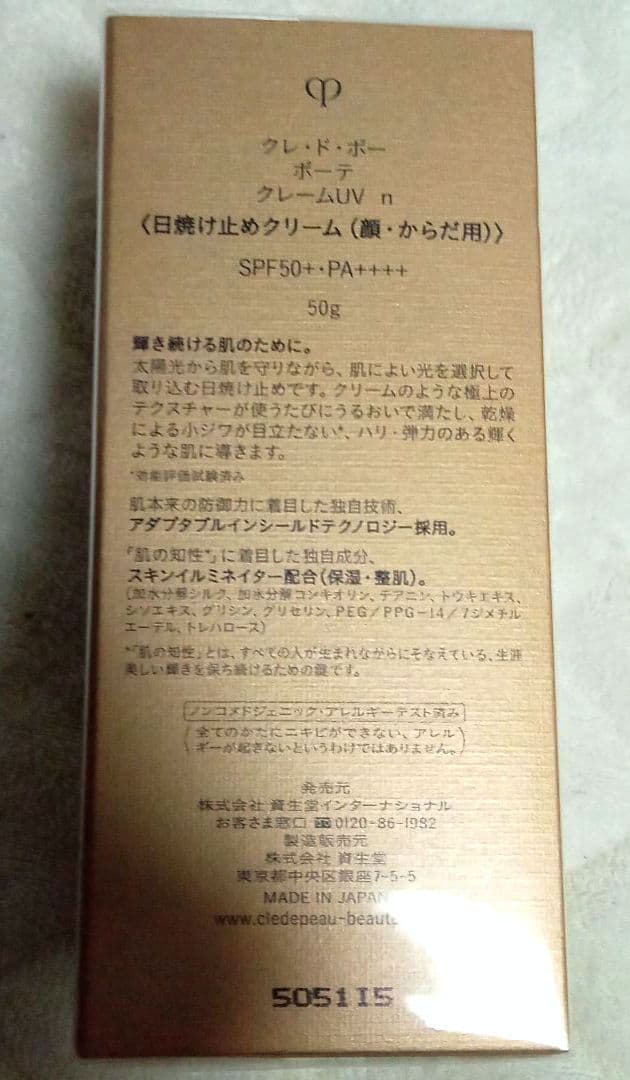 クレ・ド・ポー
ボーテ
クレームUV n
〈日焼け止めクリーム（顔・からだ用）〉
SPF50+・PA++++
50g
輝き続ける肌のために。
太陽光から肌を守りながら、肌によい光を選択して
取り込む日焼け止めです。クリームのような極上の
テクスチャーが使うたびにうるおいで満たし、乾燥
による小ジワが目立たない*、ハリ・弾力のある輝く
ような肌に導きます。
*効能評価試験済み
肌本来の防御力に着目した独自技術、
アダプタブルインシールドテクノロジー採用。
「肌の知性*」に着目した独自成分、
スキンイルミネイター配合（保湿・整肌）。
（加水分解シルク、加水分解コンキオリン、テアニン、トウキエキス、
シソエキス、グリシン、グリセリン、PEG／PPG-14／7ジメチル
エーテル、トレハロース）
*「肌の知性」とは、すべての人が生まれながらにそなえている、生涯
美しい輝きを保ち続けるための鍵です。
ノンコメドジェニック・アレルギーテスト済み
（全てのかたにニキビができない、アレル
ギーが起きないというわけではありません。）
発売元
株式会社 資生堂インターナショナル
お客さま窓口 ☎0120-86-1982
製造販売元
株式会社 資生堂
東京都中央区銀座7-5-5
MADE IN JAPAN
www.cledepeau-beaute
5051I5